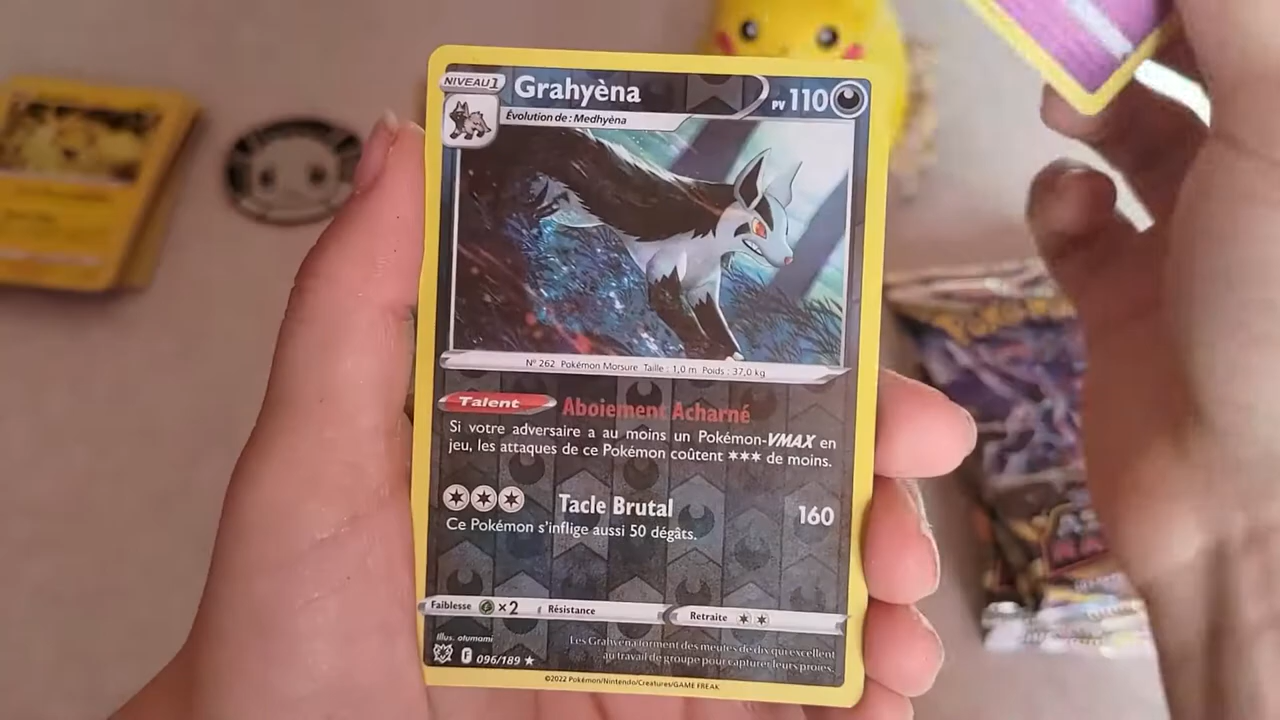 NIVEAU 1
Grahyèna
PV 110
Évolution de : Medhyèna
N° 262 Pokémon Morsure Taille : 1,0 m Poids : 37,0 kg
Talent Aboiement Acharné
Si votre adversaire a au moins un Pokémon-VMAX en
jeu, les attaques de ce Pokémon coûtent ✶✶✶ de moins.
Tacle Brutal 160
Ce Pokémon s'inflige aussi 50 dégâts.
Faiblesse ×2 Résistance Retraite
Illus. otumami
Les Grahyèna forment des meutes de dix qui excellent
au travail de groupe pour capturer leurs proies.
F 096/189 ★
©2022 Pokémon/Nintendo/Creatures/GAME FREAK